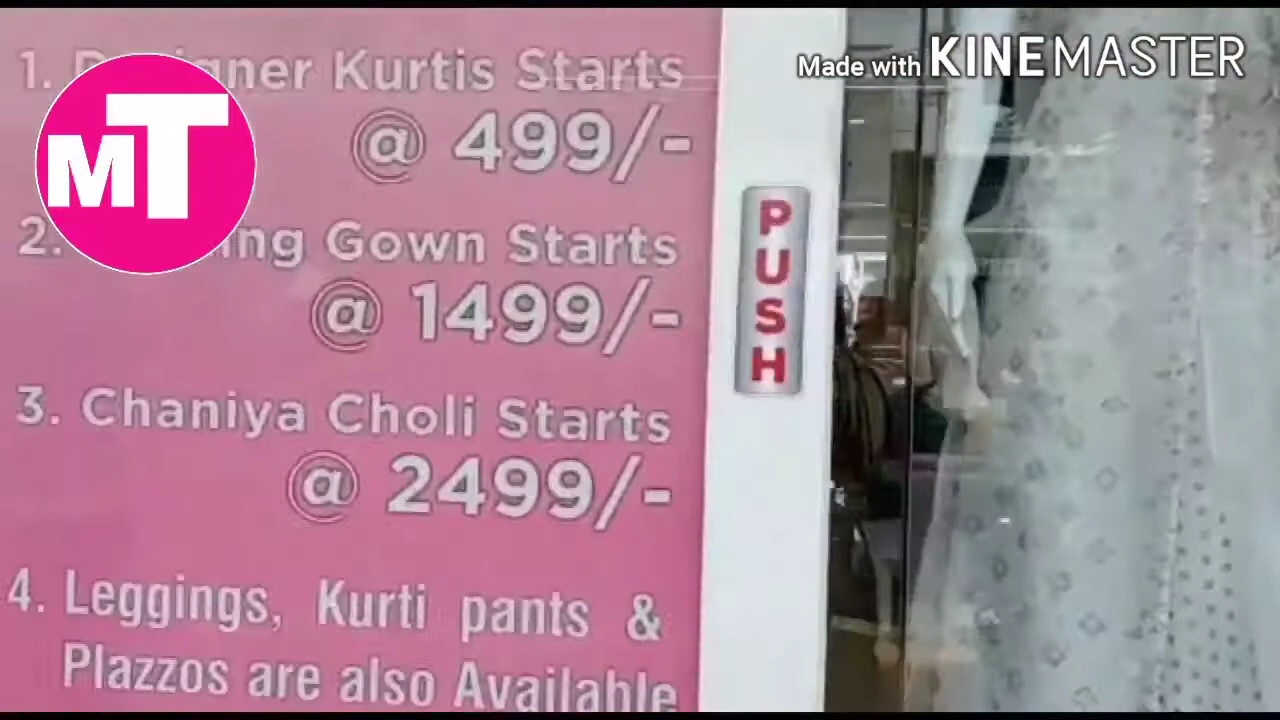 Made with KINEMASTER
MT
1. Designer Kurtis Starts
@ 499/-
2. ing Gown Starts
@ 1499/-
3. Chaniya Choli Starts
@ 2499/-
4. Leggings, Kurti pants &
Plazzos are also Available
PUSH